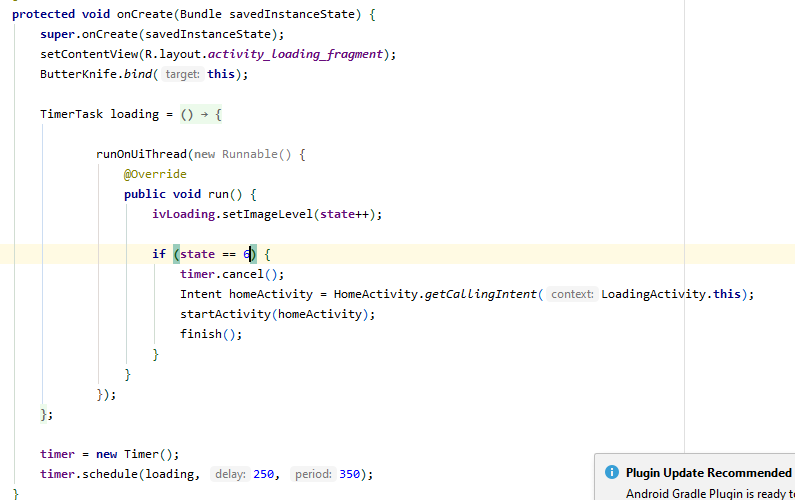 protected void onCreate(Bundle savedInstanceState) {
super.onCreate(savedInstanceState);
setContentView(R.layout.activity_loading_fragment);
ButterKnife.bind( target: this);
TimerTask loading = () → {
runOnUiThread(new Runnable() {
@Override
public void run() {
ivLoading.setImageLevel(state++);
if (state == 6) {
timer.cancel();
Intent homeActivity = HomeActivity.getCallingIntent( context: LoadingActivity.this);
startActivity(homeActivity);
finish();
}
}
});
};
timer = new Timer();
timer.schedule(loading, delay: 250, period: 350);
}
Plugin Update Recommended
Android Gradle Plugin is ready